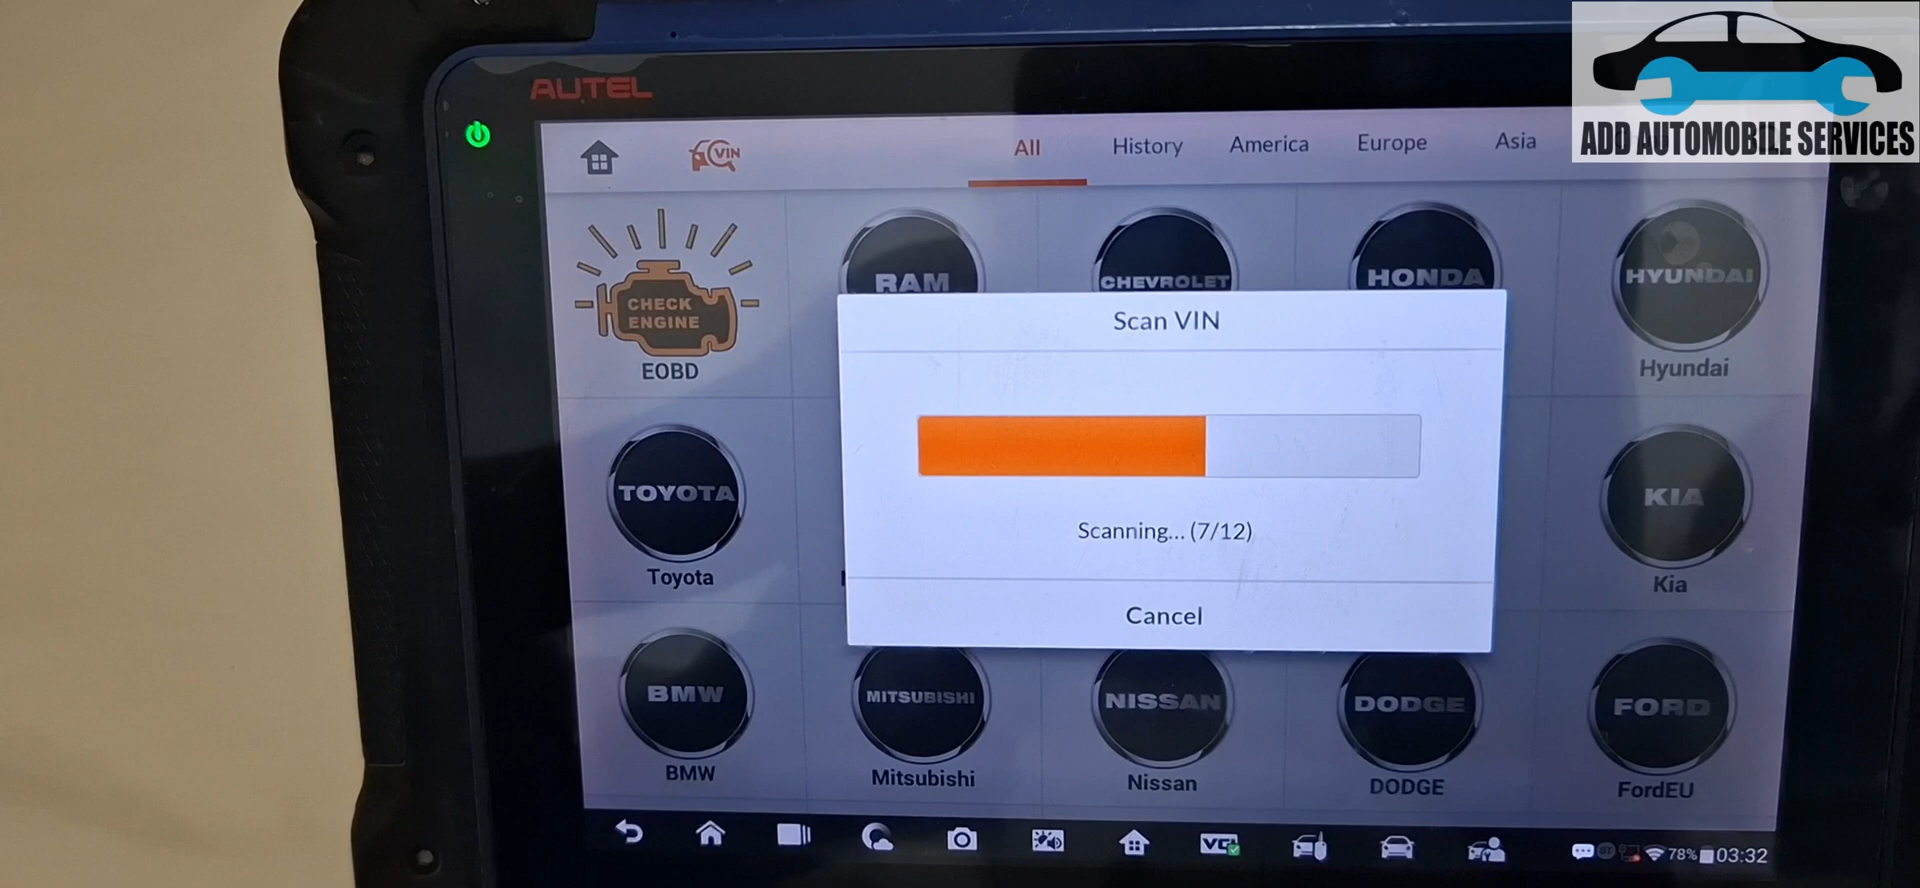 AUTEL
ADD AUTOMOBILE SERVICES
VIN
All
History
America
Europe
Asia
CHECK
ENGINE
EOBD
RAM
CHEVROLET
HONDA
HYUNDAI
Hyundai
Scan VIN
Scanning... (7/12)
Cancel
TOYOTA
Toyota
KIA
Kia
BMW
BMW
MITSUBISHI
Mitsubishi
NISSAN
Nissan
DODGE
DODGE
FORD
FordEU
VCI
78%
03:32